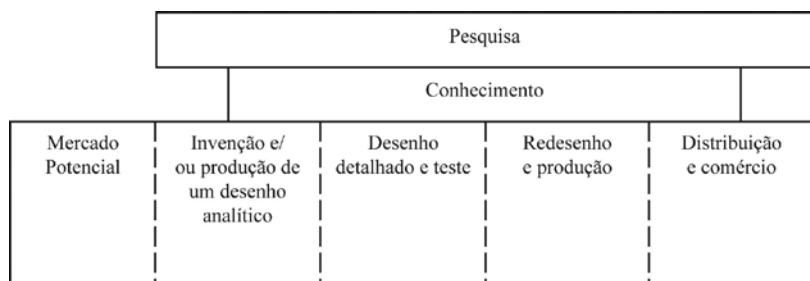 Pesquisa
Conhecimento
Mercado
Potencial
Invenção e/
ou produção de
um desenho
analítico
Desenho
detalhado e teste
Redesenho
e produção
Distribuição
e comércio